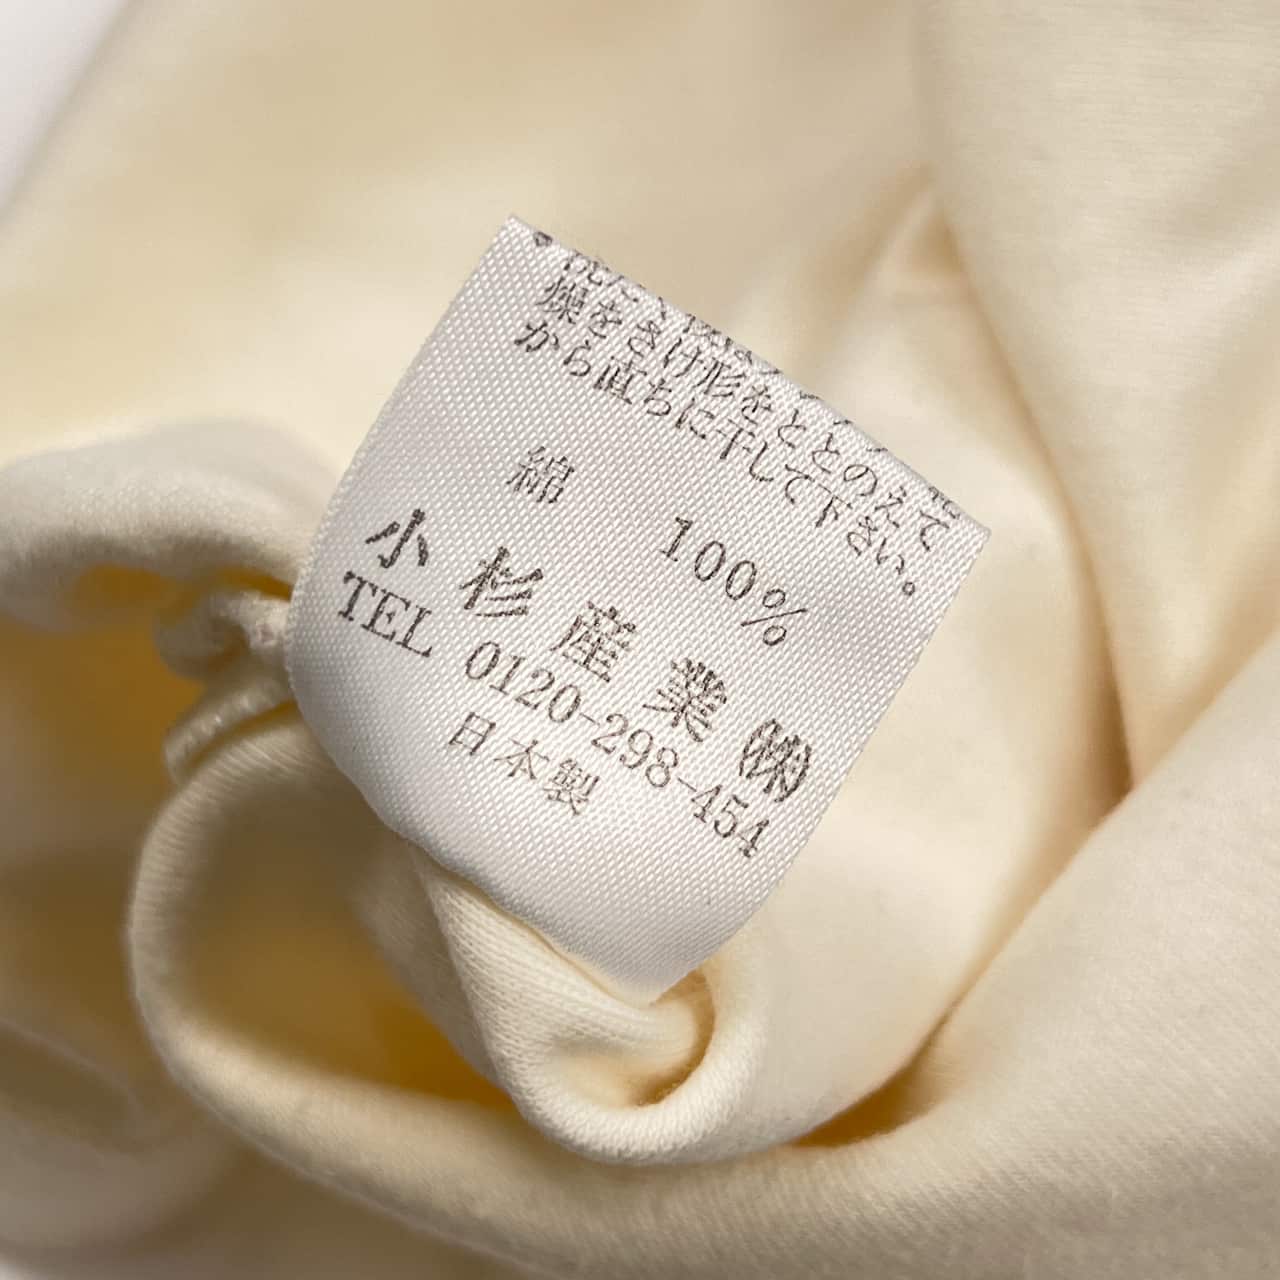 燥をさけ形をととのえて
から直ちに干して下さい。
綿 100%
小杉産業㈱
TEL 0120-298-454
日本製